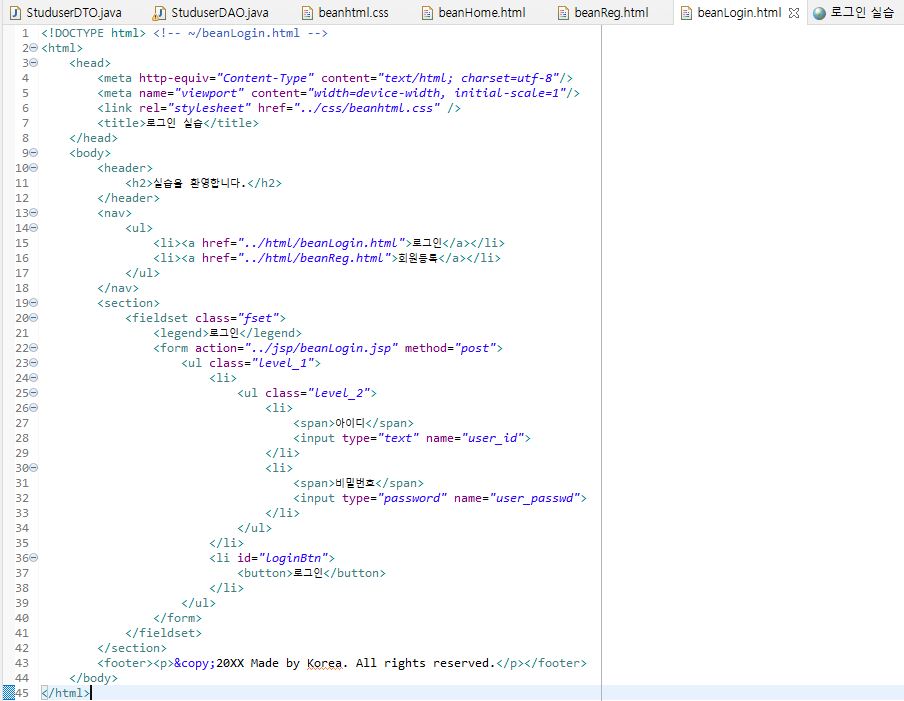 StuduserDTO.java StuduserDAO.java beanhtml.css beanHome.html beanReg.html beanLogin.html 로그인 실습
1 <!DOCTYPE html> <!-- ~/beanLogin.html -->
2 <html>
3 <head>
4 <meta http-equiv="Content-Type" content="text/html; charset=utf-8"/>
5 <meta name="viewport" content="width=device-width, initial-scale=1"/>
6 <link rel="stylesheet" href="../css/beanhtml.css" />
7 <title>로그인 실습</title>
8 </head>
9 <body>
10 <header>
11 <h2>실습을 환영합니다.</h2>
12 </header>
13 <nav>
14 <ul>
15 <li><a href="../html/beanLogin.html">로그인</a></li>
16 <li><a href="../html/beanReg.html">회원등록</a></li>
17 </ul>
18 </nav>
19 <section>
20 <fieldset class="fset">
21 <legend>로그인</legend>
22 <form action="../jsp/beanLogin.jsp" method="post">
23 <ul class="level_1">
24 <li>
25 <ul class="level_2">
26 <li>
27 <span>아이디</span>
28 <input type="text" name="user_id">
29 </li>
30 <li>
31 <span>비밀번호</span>
32 <input type="password" name="user_passwd">
33 </li>
34 </ul>
35 </li>
36 <li id="loginBtn">
37 <button>로그인</button>
38 </li>
39 </ul>
40 </form>
41 </fieldset>
42 </section>
43 <footer><p>&copy;20XX Made by Korea. All rights reserved.</p></footer>
44 </body>
45 </html>